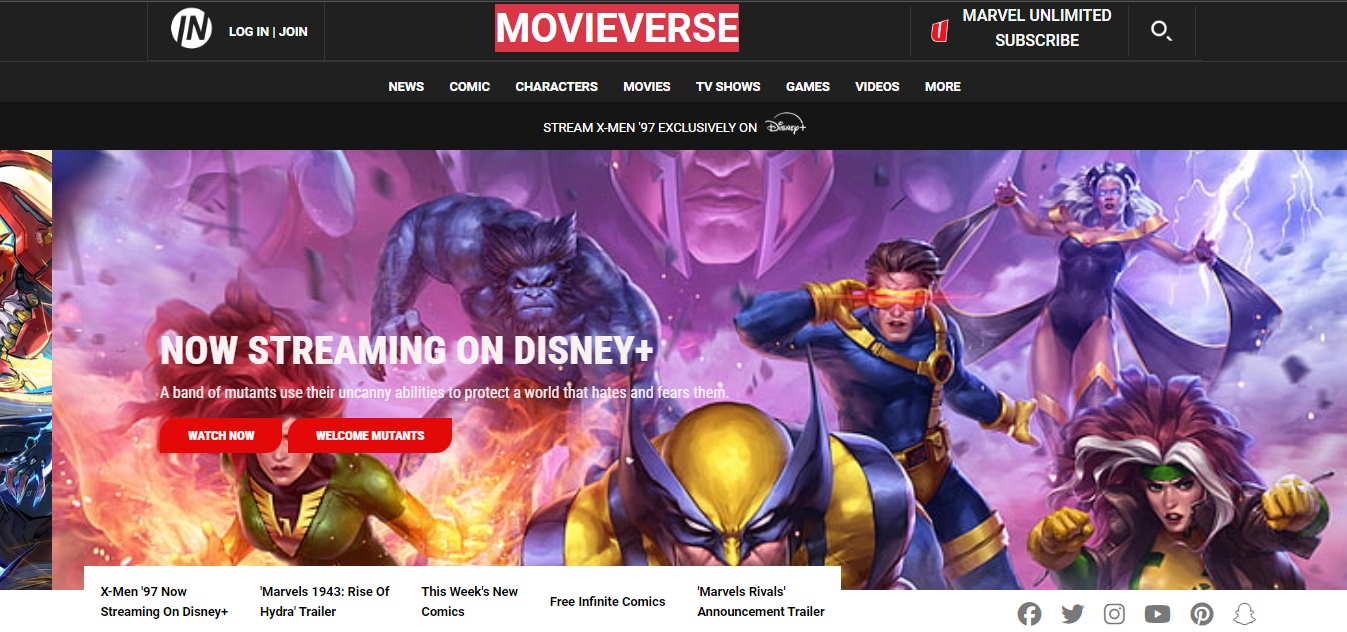 IN
LOG IN | JOIN
MOVIEVERSE
MARVEL UNLIMITED
SUBSCRIBE
NEWS COMIC CHARACTERS MOVIES TV SHOWS GAMES VIDEOS MORE
STREAM X-MEN '97 EXCLUSIVELY ON Disney+
NOW STREAMING ON DISNEY+
A band of mutants use their uncanny abilities to protect a world that hates and fears them.
WATCH NOW WELCOME MUTANTS
X-Men '97 Now
Streaming On Disney+
'Marvels 1943: Rise Of
Hydra' Trailer
This Week's New
Comics
Free Infinite Comics
'Marvels Rivals'
Announcement Trailer